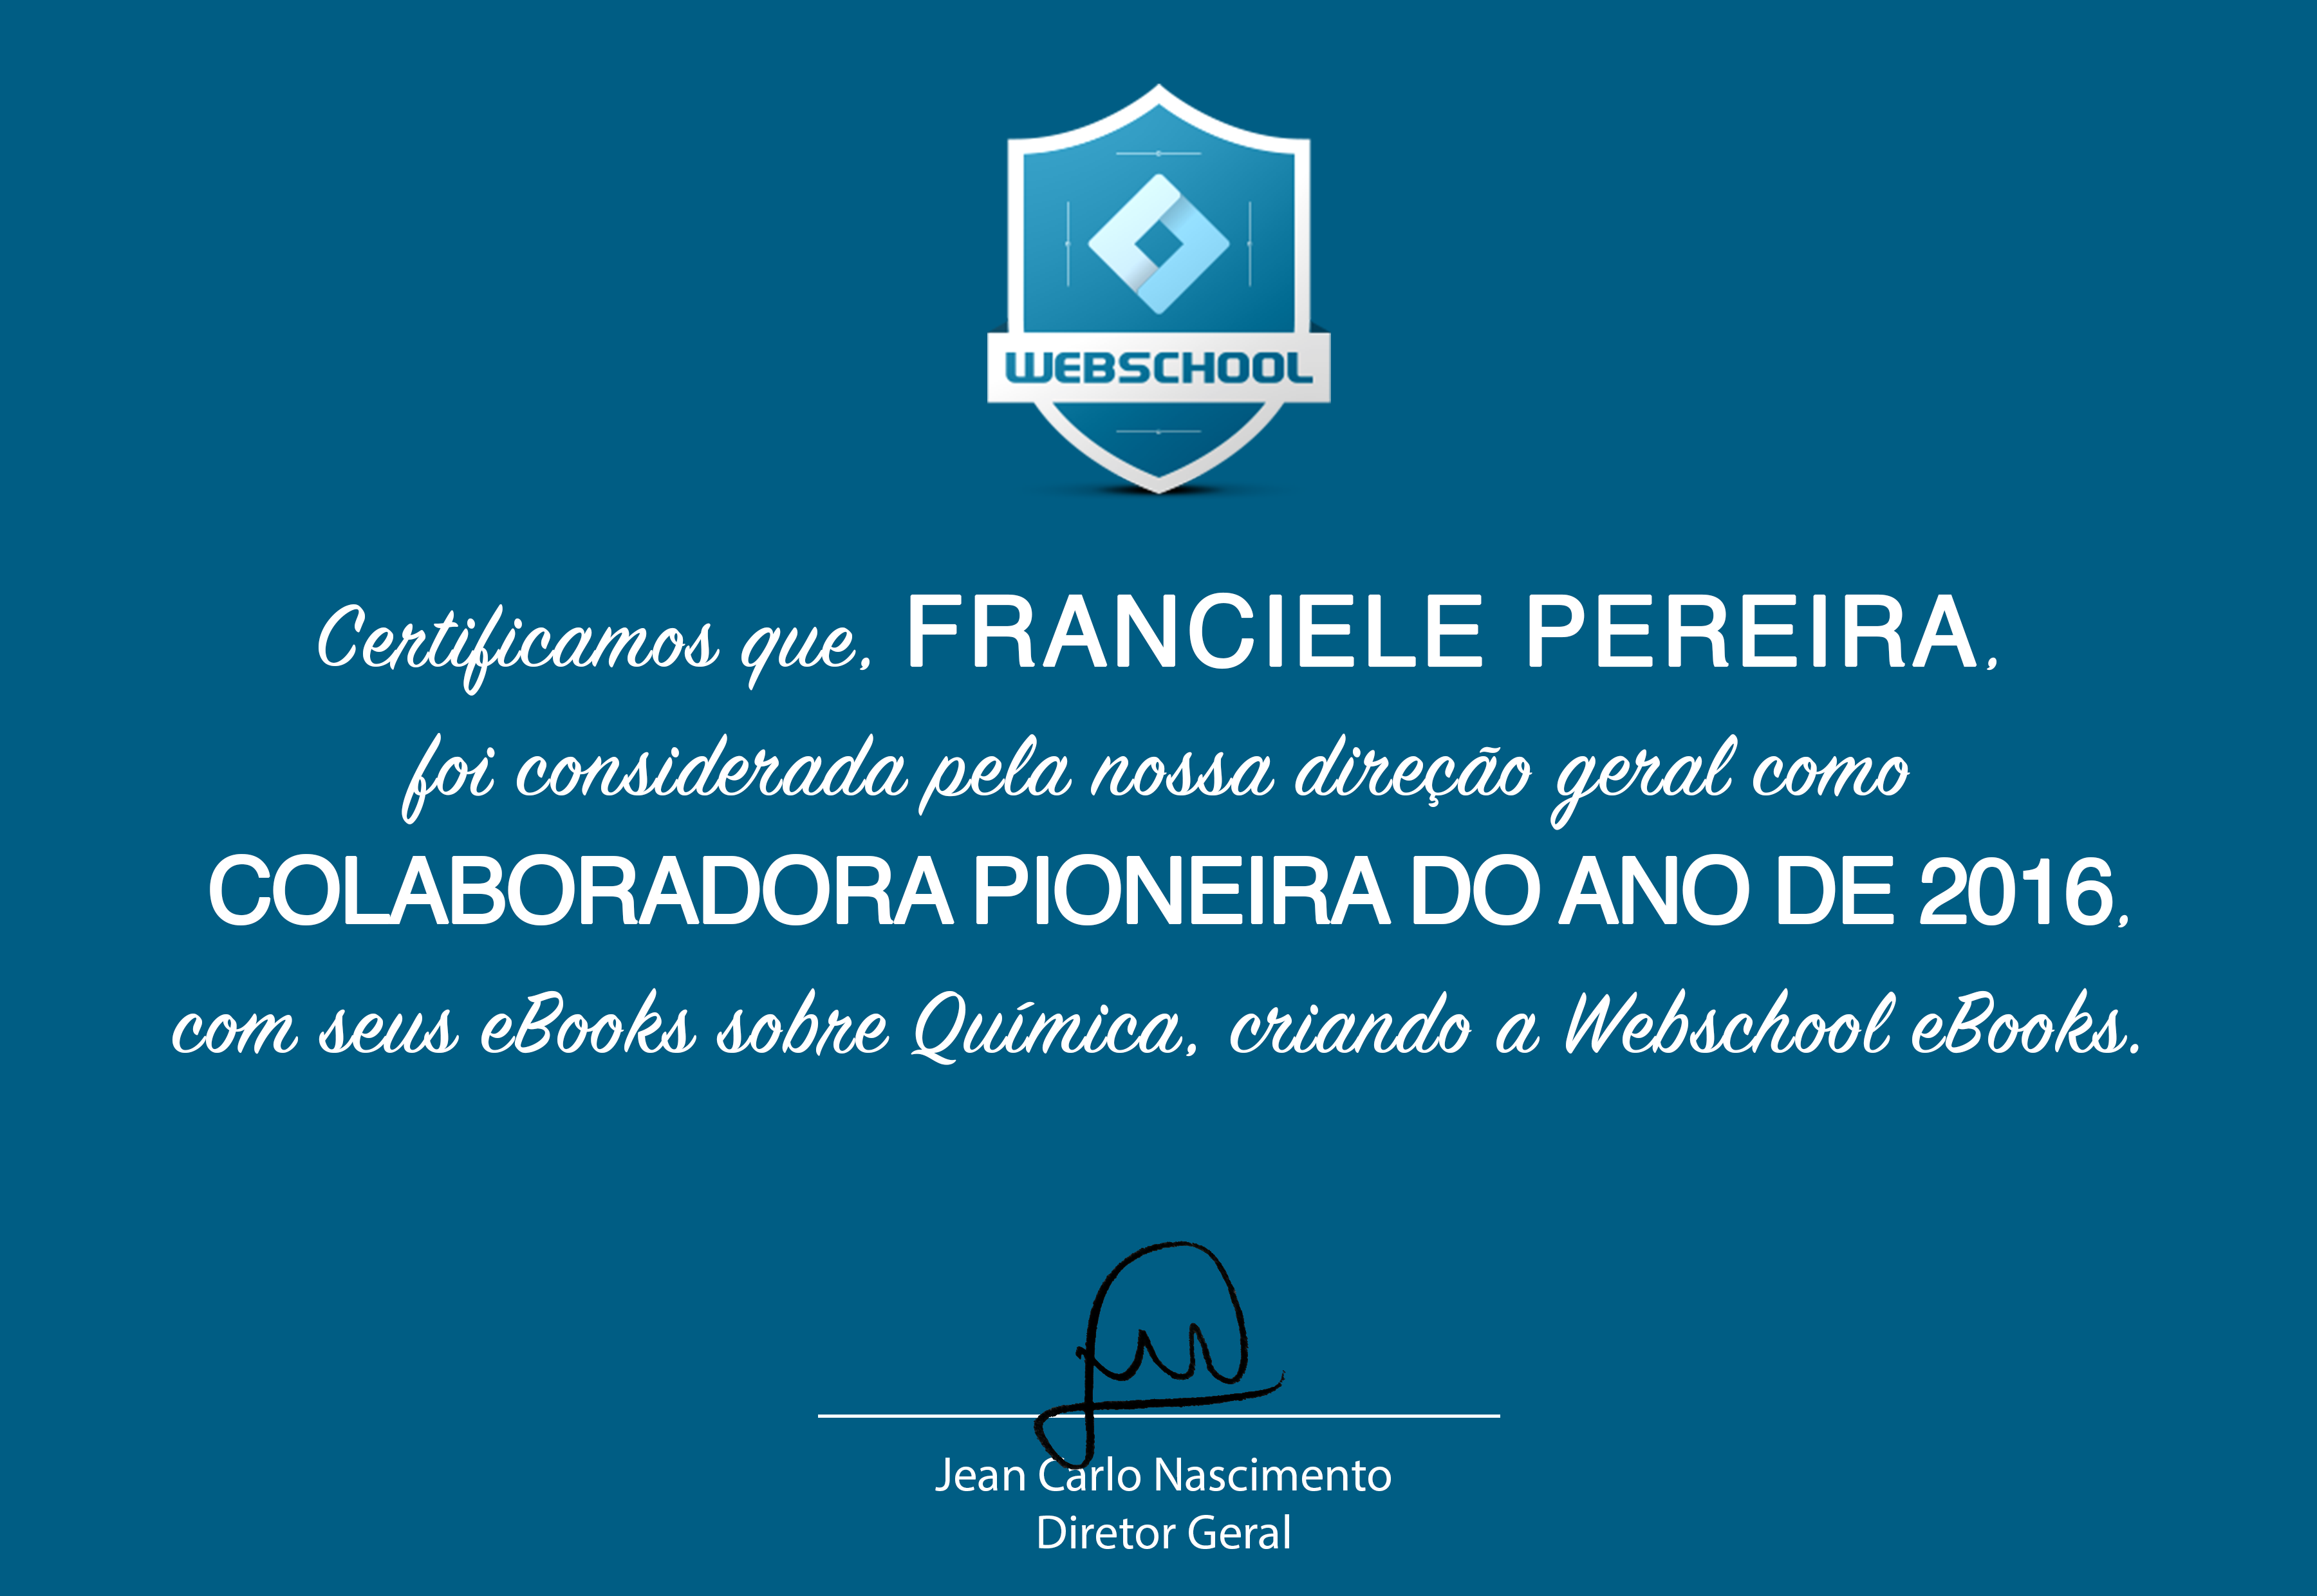 WEBSCHOOL
Certificamos que, FRANCIELE PEREIRA,
foi considerada pela nossa direção geral como
COLABORADORA PIONEIRA DO ANO DE 2016,
com seus eBooks sobre Química, criando a Webschool eBooks.
Jean Carlo Nascimento
Diretor Geral